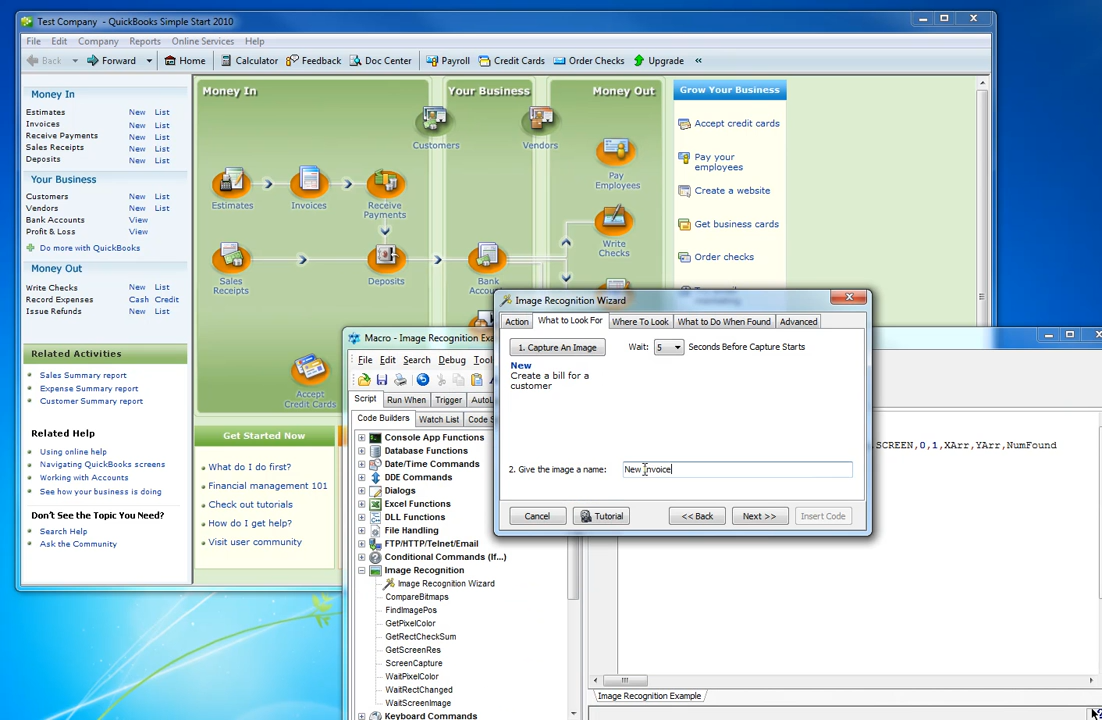 Test Company - QuickBooks Simple Start 2010
File Edit Company Reports Online Services Help
Back Forward Home Calculator Feedback Doc Center Payroll Credit Cards Order Checks Upgrade «
Money In
Estimates New List
Invoices New List
Receive Payments New List
Sales Receipts New List
Deposits New List
Your Business
Customers New List
Vendors New List
Bank Accounts View
Profit & Loss View
Do more with QuickBooks
Money Out
Write Checks New List
Record Expenses Cash Credit
Issue Refunds New List
Related Activities
Sales Summary report
Expense Summary report
Customer Summary report
Related Help
Using online help
Navigating QuickBooks screens
Working with Accounts
See how your business is doing
Don't See the Topic You Need?
Search Help
Ask the Community
Money In
Your Business
Money Out
Customers
Vendors
Estimates
Invoices
Receive
Payments
Pay
Employees
Sales
Receipts
Deposits
Bank
Write
Checks
Accept
Credit Cards
Grow Your Business
Accept credit cards
Pay your
employees
Create a website
Get business cards
Order checks
Get Started Now
What do I do first?
Financial management 101
Check out tutorials
How do I get help?
Visit user community
Macro - Image Recognition Exa
File Edit Search Debug Tools
Script Run When Trigger
Code Builders Watch List Code S
Console App Functions
Database Functions
Date/Time Commands
DDE Commands
Dialogs
Excel Functions
DLL Functions
File Handling
FTP/HTTP/Telnet/Email
Conditional Commands (If...)
Image Recognition
Image Recognition Wizard
CompareBitmaps
FindImagePos
GetPixelColor
GetRectCheckSum
GetScreenRes
ScreenCapture
WaitPixelColor
WaitRectChanged
WaitScreenImage
Keyboard Commands
SCREEN,0,1,XArr,YArr,NumFound
Image Recognition Example
Image Recognition Wizard
Action What to Look For Where To Look What to Do When Found Advanced
1. Capture An Image Wait: 5 Seconds Before Capture Starts
New
Create a bill for a
customer
2. Give the image a name: New Invoice
Cancel Tutorial << Back Next >> Insert Code